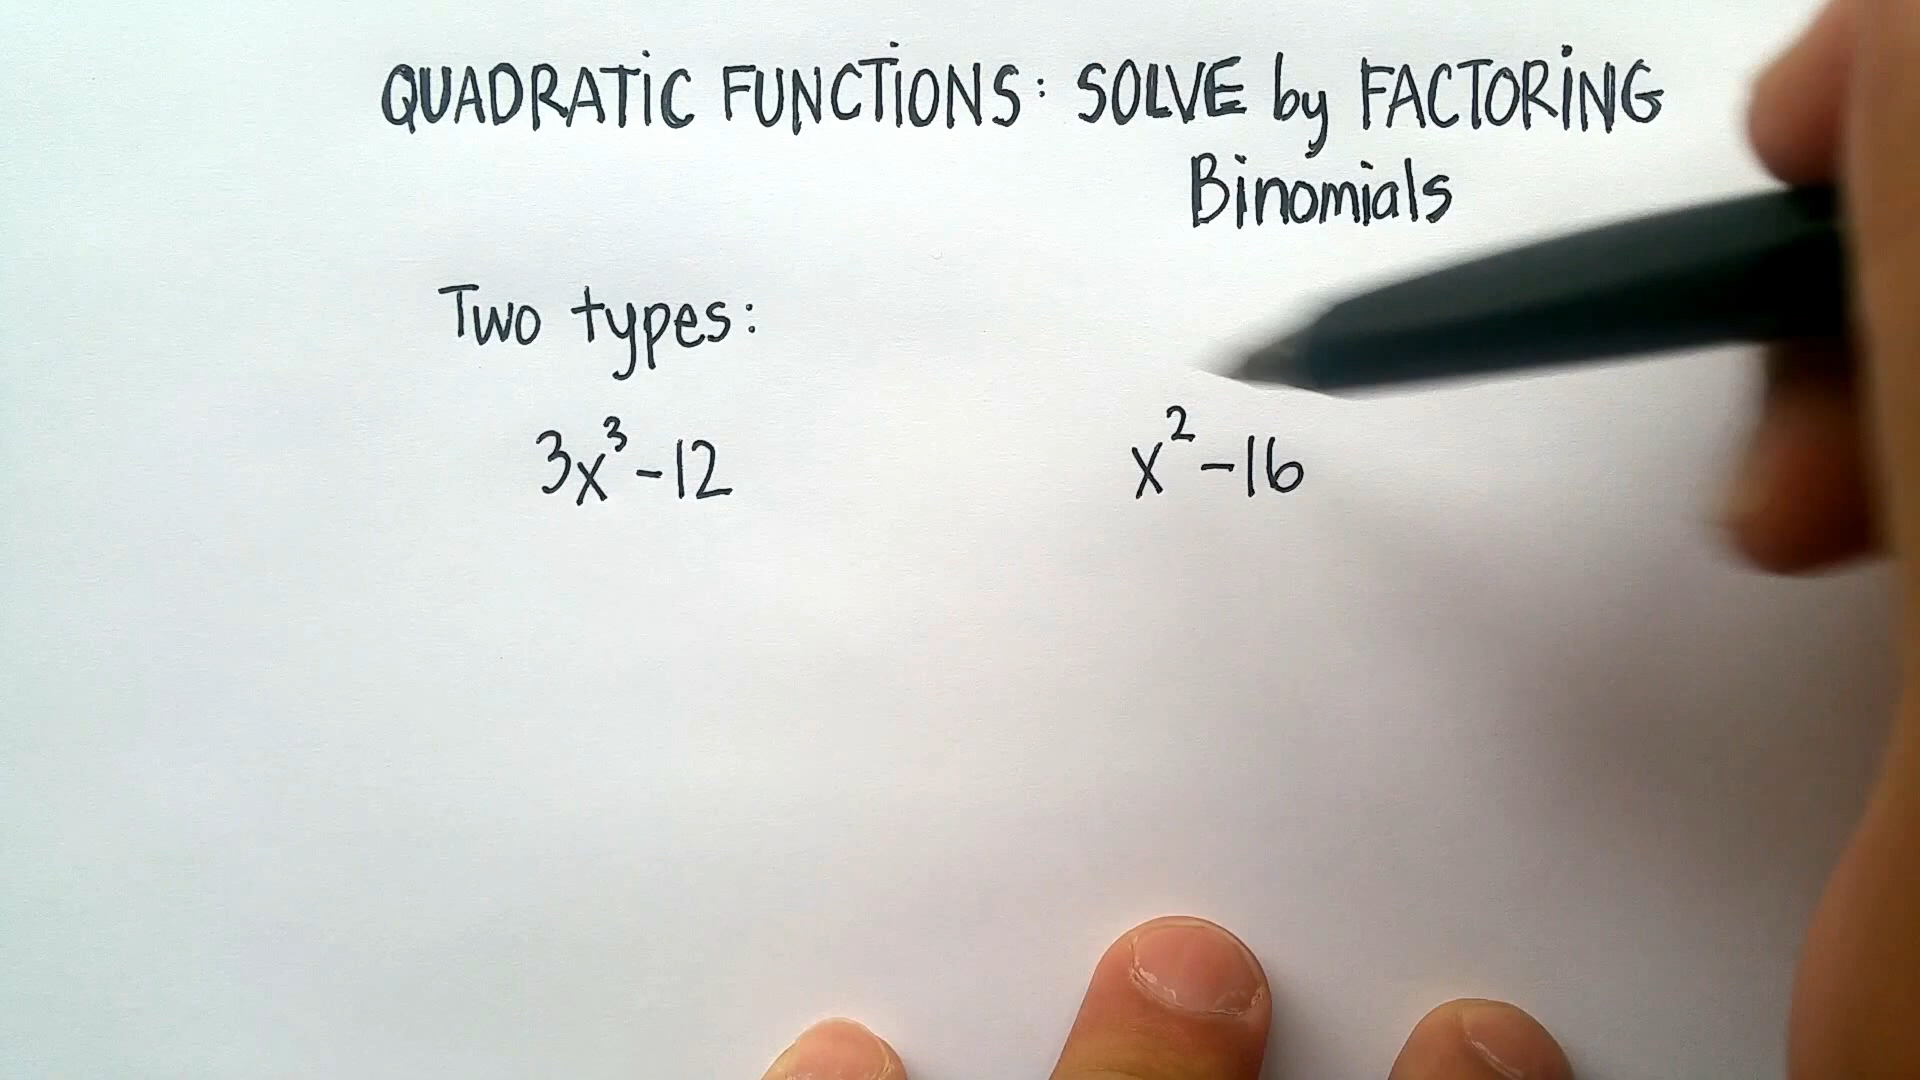 QUADRATIC FUNCTIONS: SOLVE by FACTORING
Binomials
Two types:
3x³-12
x²-16